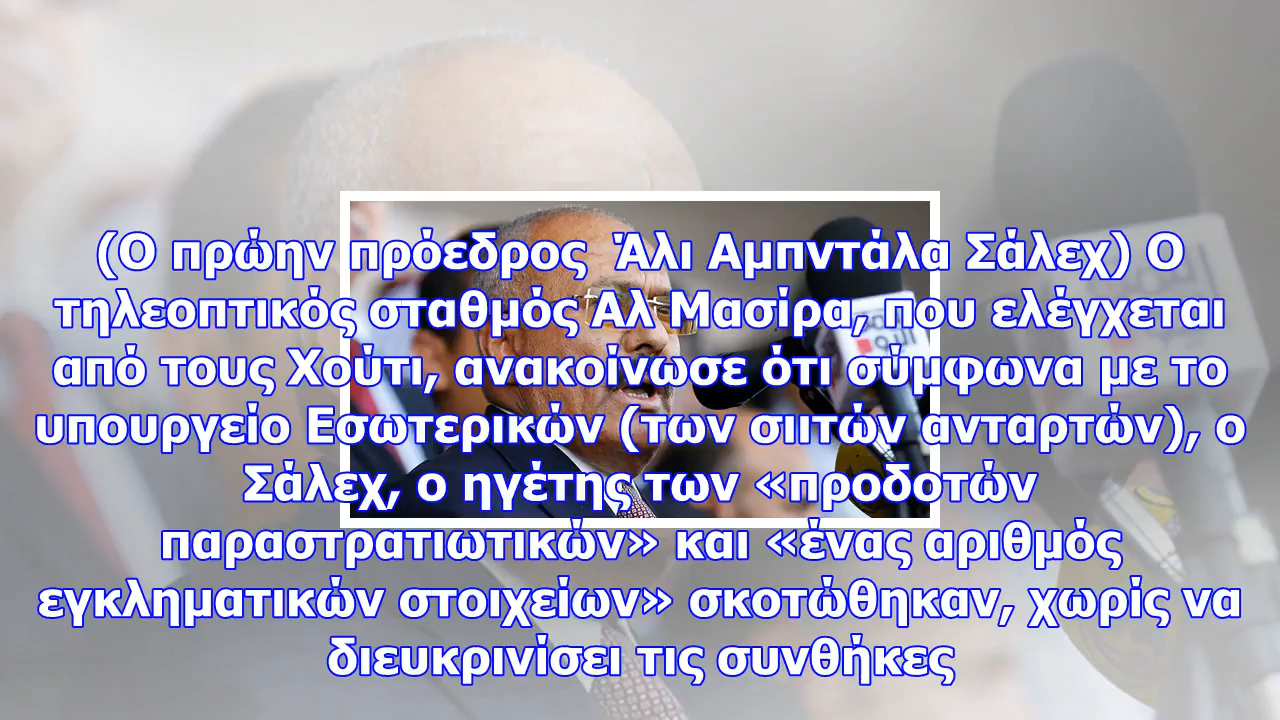 (Ο πρώην πρόεδρος  Άλι Αμπντάλα Σάλεχ) Ο
τηλεοπτικός σταθμός Αλ Μασίρα, που ελέγχεται
από τους Χούτι, ανακοίνωσε ότι σύμφωνα με το
υπουργείο Εσωτερικών (των σιιτών ανταρτών), ο
Σάλεχ, ο ηγέτης των «προδοτών
παραστρατιωτικών» και «ένας αριθμός
εγκληματικών στοιχείων» σκοτώθηκαν, χωρίς να
διευκρινίσει τις συνθήκες